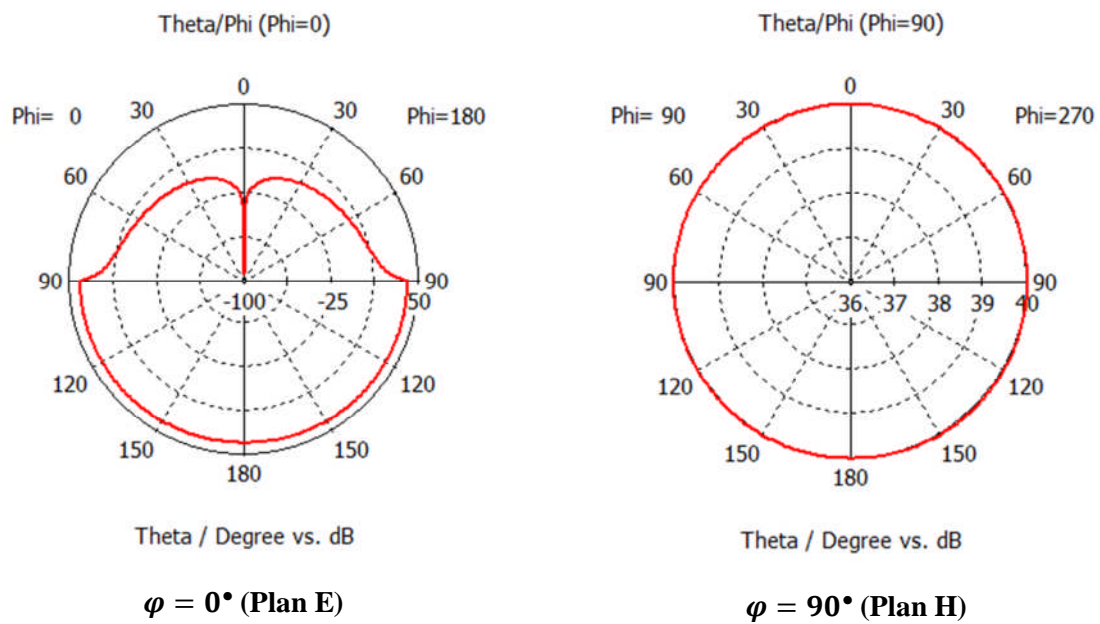 Theta/Phi (Phi=0)
0
Phi= 0 30 30 Phi=180
60 60
90 90
-100 -25 50
120 120
150 150
180
Theta / Degree vs. dB
φ = 0• (Plan E)
Theta/Phi (Phi=90)
0
Phi= 90 30 30 Phi=270
60 60
90 90
36 37 38 39 40
120 120
150 150
180
Theta / Degree vs. dB
φ = 90• (Plan H)